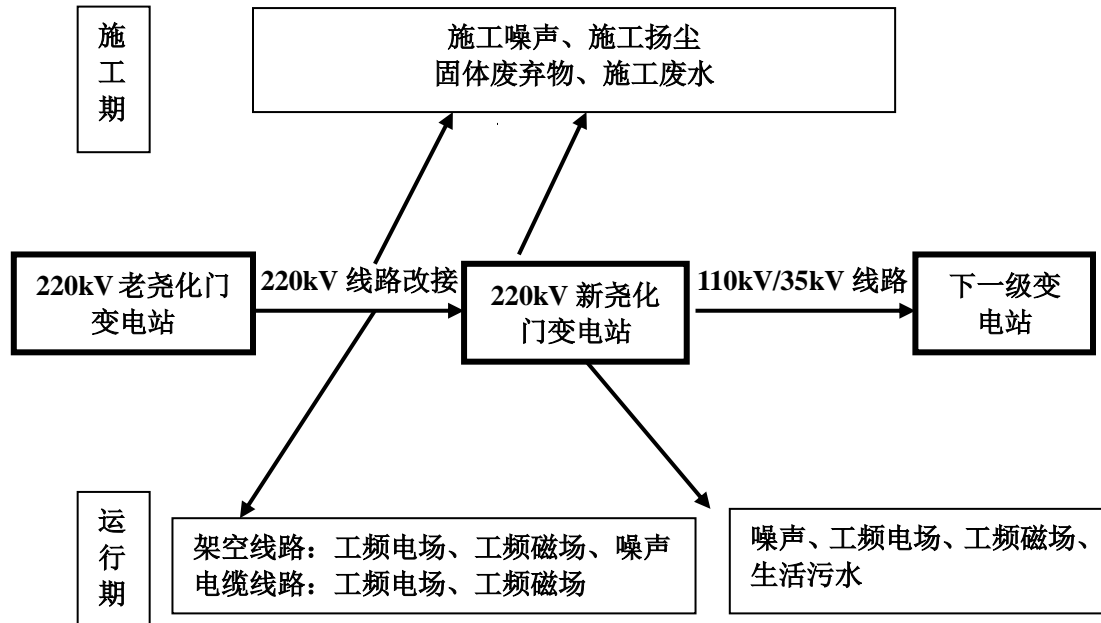 施
工
期
施工噪声、施工扬尘
固体废弃物、施工废水
220kV 老尧化门
变电站
220kV 线路改接
220kV 新尧化
门变电站
110kV/35kV 线路
下一级变
电站
运
行
期
架空线路：工频电场、工频磁场、噪声
电缆线路：工频电场、工频磁场
噪声、工频电场、工频磁场、
生活污水